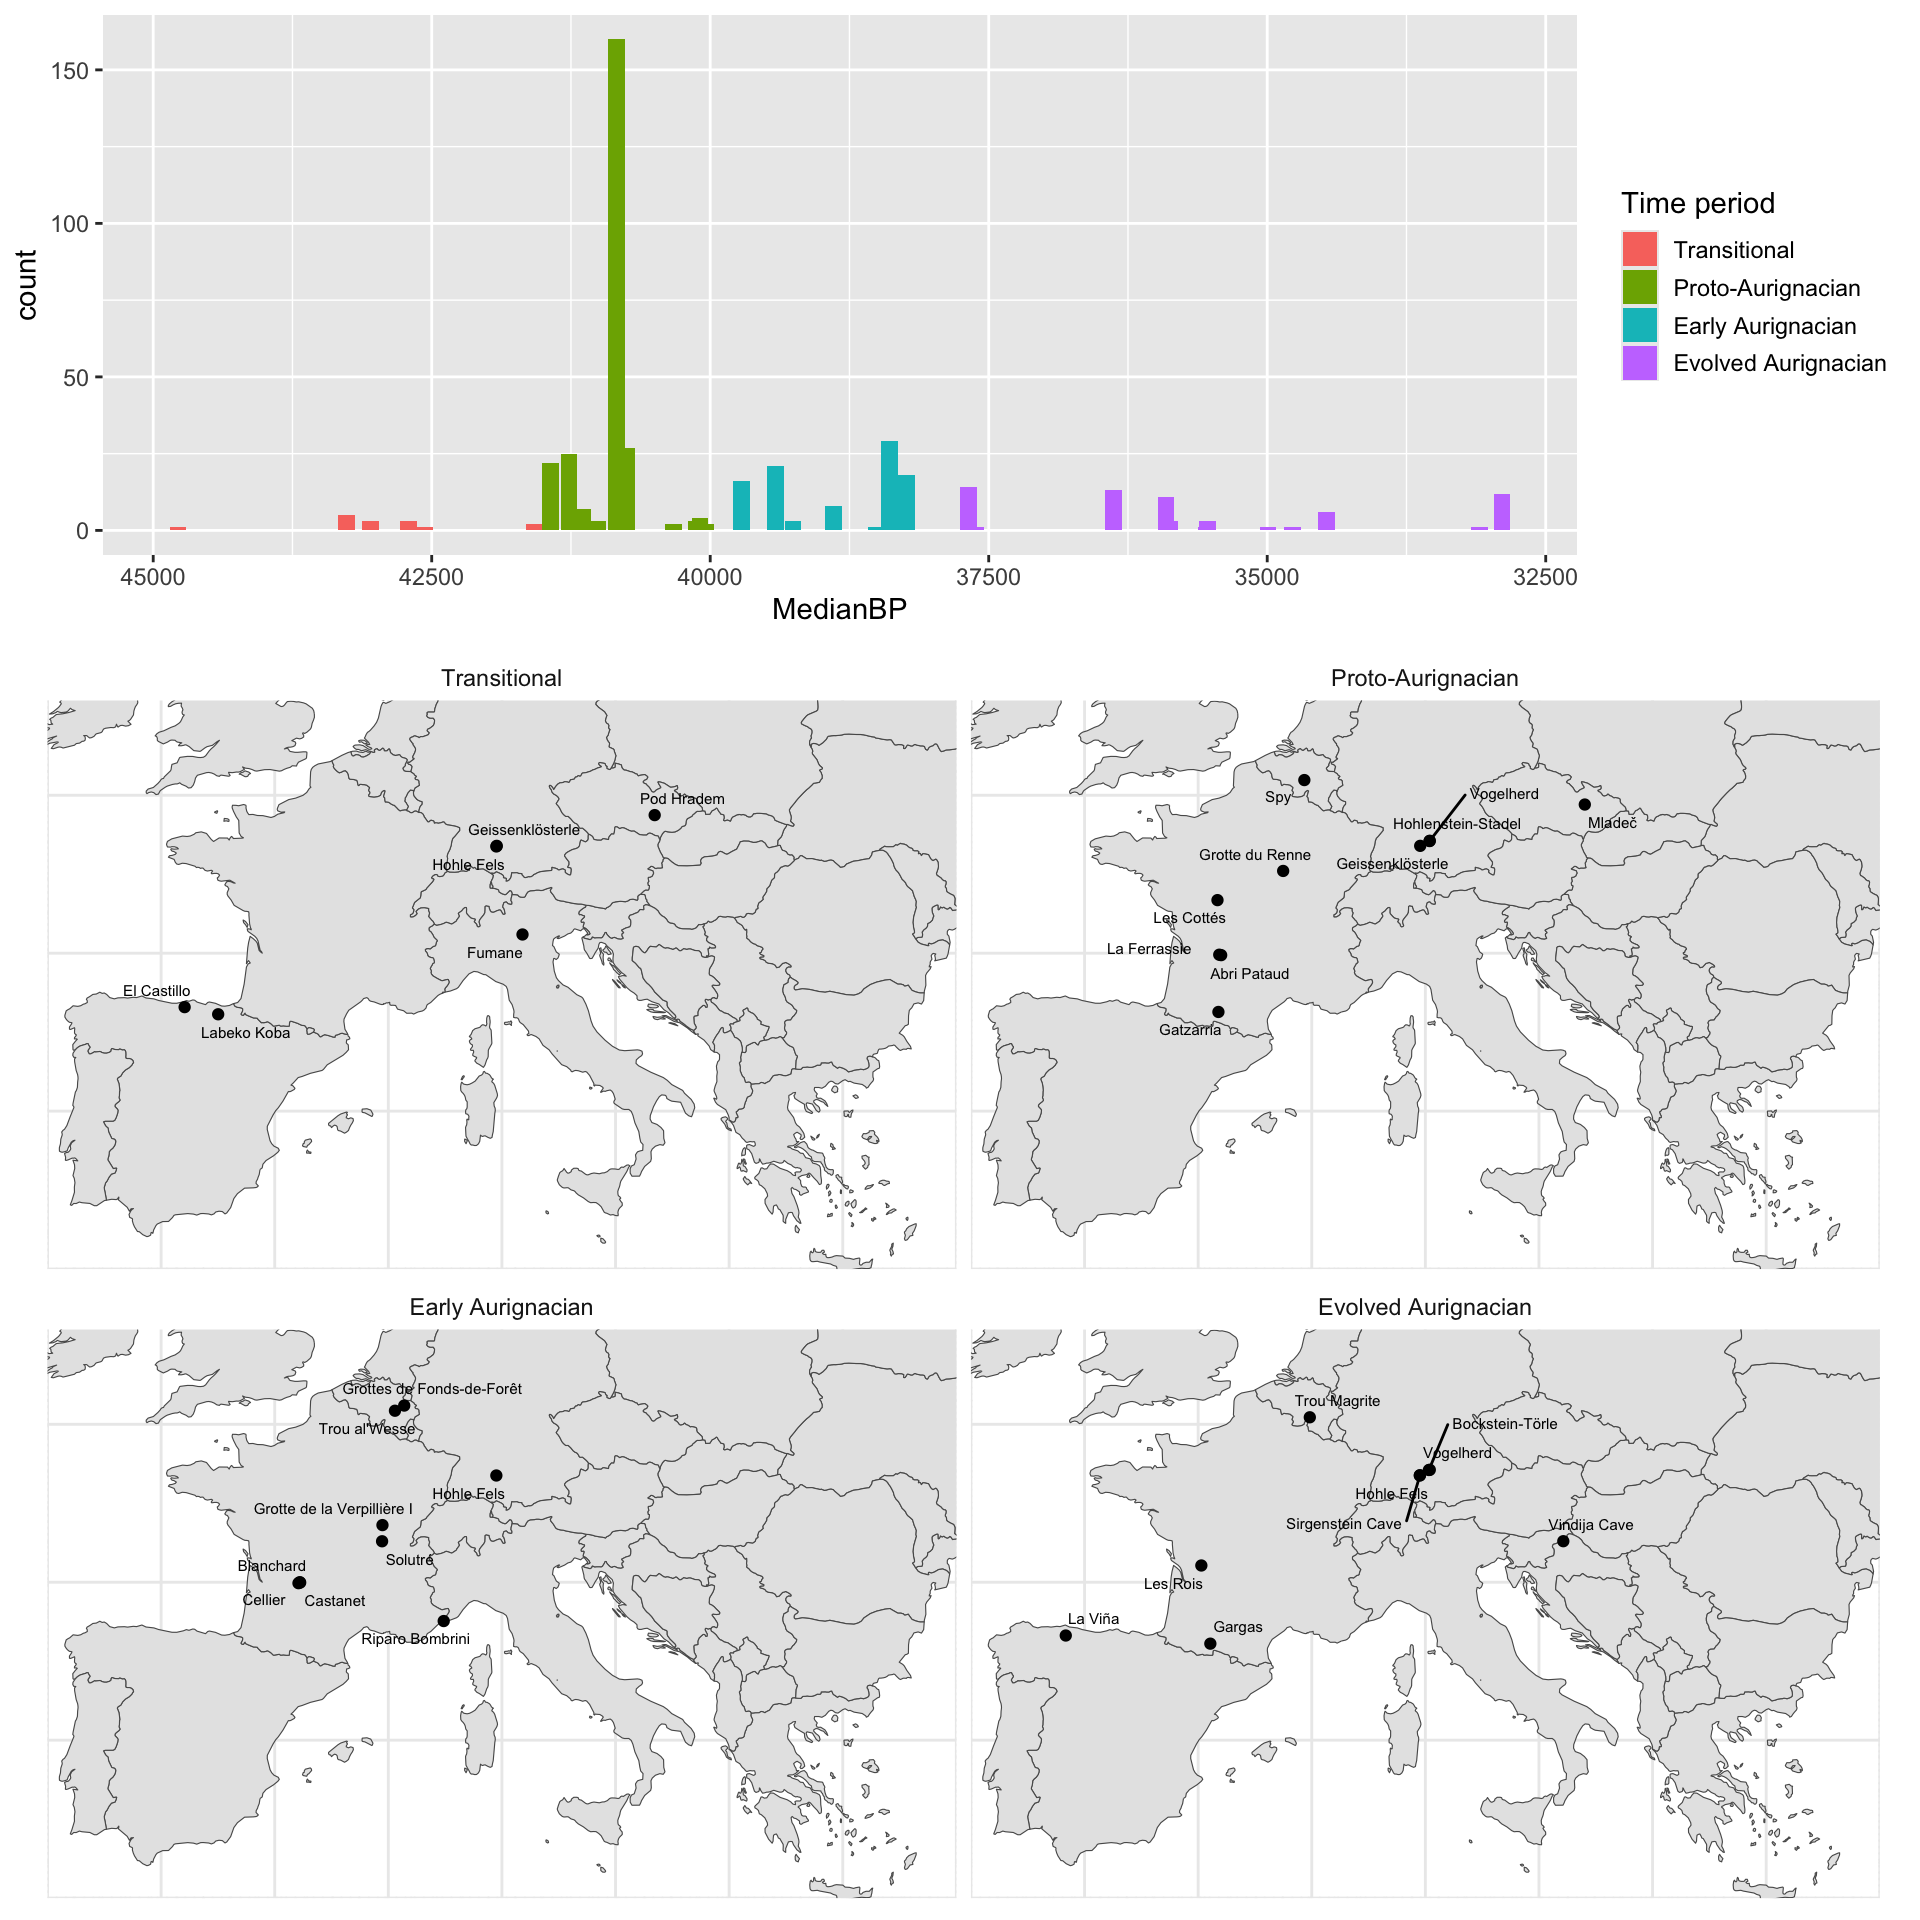 150
100
50
0
count
45000
42500
40000
37500
35000
32500
MedianBP
Time period
Transitional
Proto-Aurignacian
Early Aurignacian
Evolved Aurignacian
Transitional
Pod Hradem
Geissenklösterle
Hohle Fels
Fumane
El Castillo
Labeko Koba
Proto-Aurignacian
Spy
Vogelherd
Hohlenstein-Stadel
Mladeč
Grotte du Renne
Geissenklösterle
Les Cottés
La Ferrassie
Abri Pataud
Gatzarria
Early Aurignacian
Grottes de Fonds-de-Forêt
Trou al'Wesse
Hohle Fels
Grotte de la Verpillière I
Solutré
Blanchard
Cellier
Castanet
Riparo Bombrini
Evolved Aurignacian
Trou Magrite
Bockstein-Törle
Vogelherd
Hohle Fels
Sirgenstein Cave
Vindija Cave
Les Rois
La Viña
Gargas